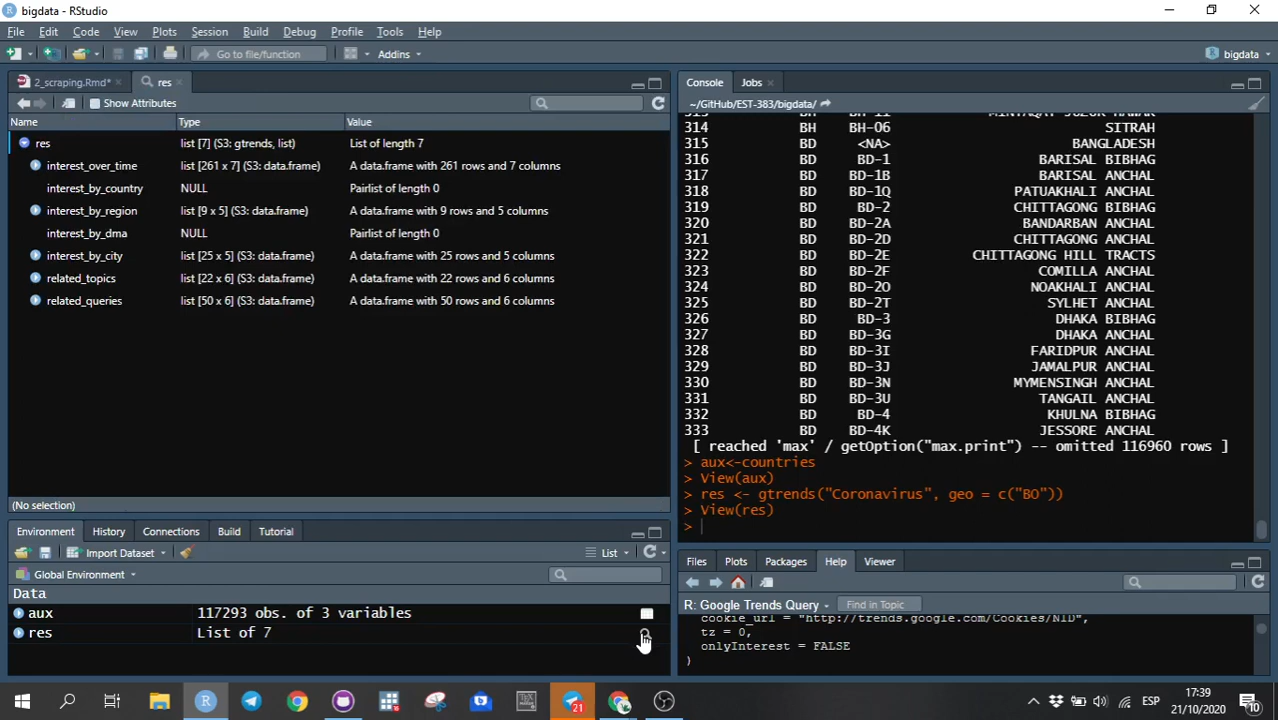 bigdata - RStudio
File Edit Code View Plots Session Build Debug Profile Tools Help
Go to file/function Addins bigdata
2_scraping.Rmd* res
Show Attributes
Name Type Value
res list [7] (S3: gtrends, list) List of length 7
interest_over_time list [261 x 7] (S3: data.frame) A data.frame with 261 rows and 7 columns
interest_by_country NULL Pairlist of length 0
interest_by_region list [9 x 5] (S3: data.frame) A data.frame with 9 rows and 5 columns
interest_by_dma NULL Pairlist of length 0
interest_by_city list [25 x 5] (S3: data.frame) A data.frame with 25 rows and 5 columns
related_topics list [22 x 6] (S3: data.frame) A data.frame with 22 rows and 6 columns
related_queries list [50 x 6] (S3: data.frame) A data.frame with 50 rows and 6 columns
(No selection)
Environment History Connections Build Tutorial
Import Dataset List
Global Environment
Data
aux 117293 obs. of 3 variables
res List of 7
Console Jobs
~/GitHub/EST-383/bigdata/
314 BH BH-06 SITRAH
315 BD <NA> BANGLADESH
316 BD BD-1 BARISAL BIBHAG
317 BD BD-1B BARISAL ANCHAL
318 BD BD-1Q PATUAKHALI ANCHAL
319 BD BD-2 CHITTAGONG BIBHAG
320 BD BD-2A BANDARBAN ANCHAL
321 BD BD-2D CHITTAGONG ANCHAL
322 BD BD-2E CHITTAGONG HILL TRACTS
323 BD BD-2F COMILLA ANCHAL
324 BD BD-2O NOAKHALI ANCHAL
325 BD BD-2T SYLHET ANCHAL
326 BD BD-3 DHAKA BIBHAG
327 BD BD-3G DHAKA ANCHAL
328 BD BD-3I FARIDPUR ANCHAL
329 BD BD-3J JAMALPUR ANCHAL
330 BD BD-3N MYMENSINGH ANCHAL
331 BD BD-3U TANGAIL ANCHAL
332 BD BD-4 KHULNA BIBHAG
333 BD BD-4K JESSORE ANCHAL
[ reached 'max' / getOption("max.print") -- omitted 116960 rows ]
> aux<-countries
> View(aux)
> res <- gtrends("Coronavirus", geo = c("BO"))
> View(res)
>
Files Plots Packages Help Viewer
R: Google Trends Query Find in Topic
cookie_url = "http://trends.google.com/Cookies/NID",
tz = 0,
onlyInterest = FALSE
)
21 ESP 17:39
21/10/2020 10